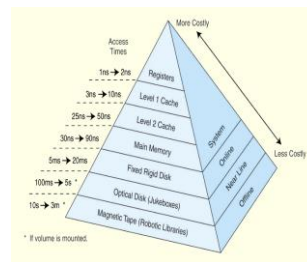 More Costly
Access
Times
1ns → 2ns
Registers
3ns → 10ns
Level 1 Cache
25ns → 50ns
Level 2 Cache
30ns → 90ns
Main Memory
5ms → 20ms
Fixed Rigid Disk
100ms → 5s *
Optical Disk (Jukeboxes)
10s → 3m *
Magnetic Tape (Robotic Libraries)
System
Online
Near Line
Offline
Less Costly
* If volume is mounted.